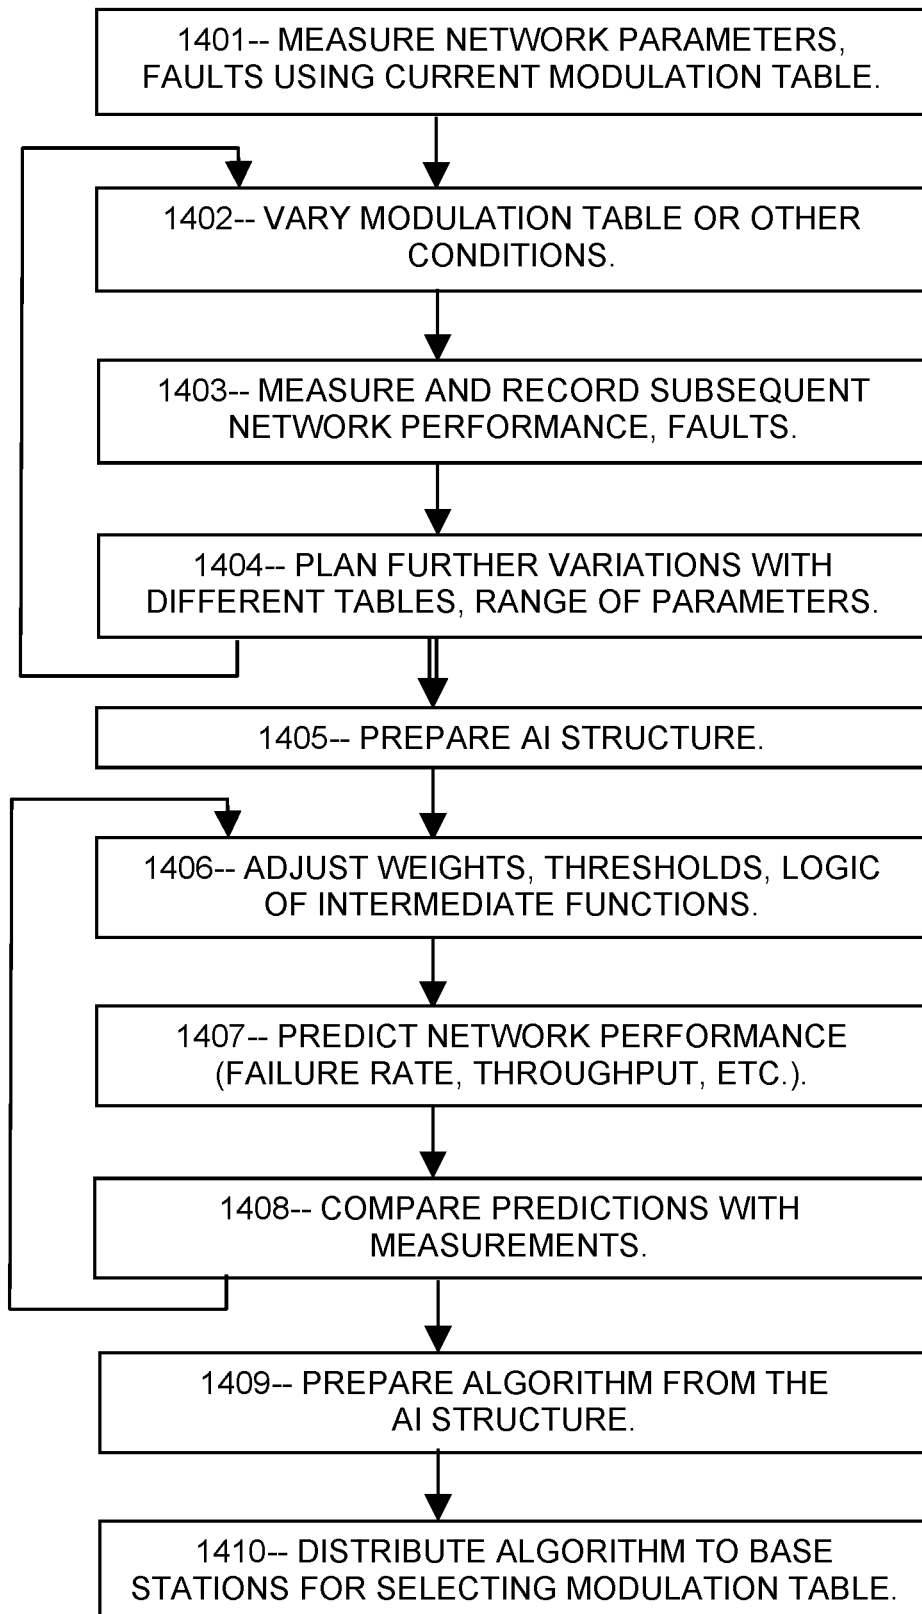 1401-- MEASURE NETWORK PARAMETERS,
FAULTS USING CURRENT MODULATION TABLE.
1402-- VARY MODULATION TABLE OR OTHER
CONDITIONS.
1403-- MEASURE AND RECORD SUBSEQUENT
NETWORK PERFORMANCE, FAULTS.
1404-- PLAN FURTHER VARIATIONS WITH
DIFFERENT TABLES, RANGE OF PARAMETERS.
1405-- PREPARE AI STRUCTURE.
1406-- ADJUST WEIGHTS, THRESHOLDS, LOGIC
OF INTERMEDIATE FUNCTIONS.
1407-- PREDICT NETWORK PERFORMANCE
(FAILURE RATE, THROUGHPUT, ETC.).
1408-- COMPARE PREDICTIONS WITH
MEASUREMENTS.
1409-- PREPARE ALGORITHM FROM THE
AI STRUCTURE.
1410-- DISTRIBUTE ALGORITHM TO BASE
STATIONS FOR SELECTING MODULATION TABLE.